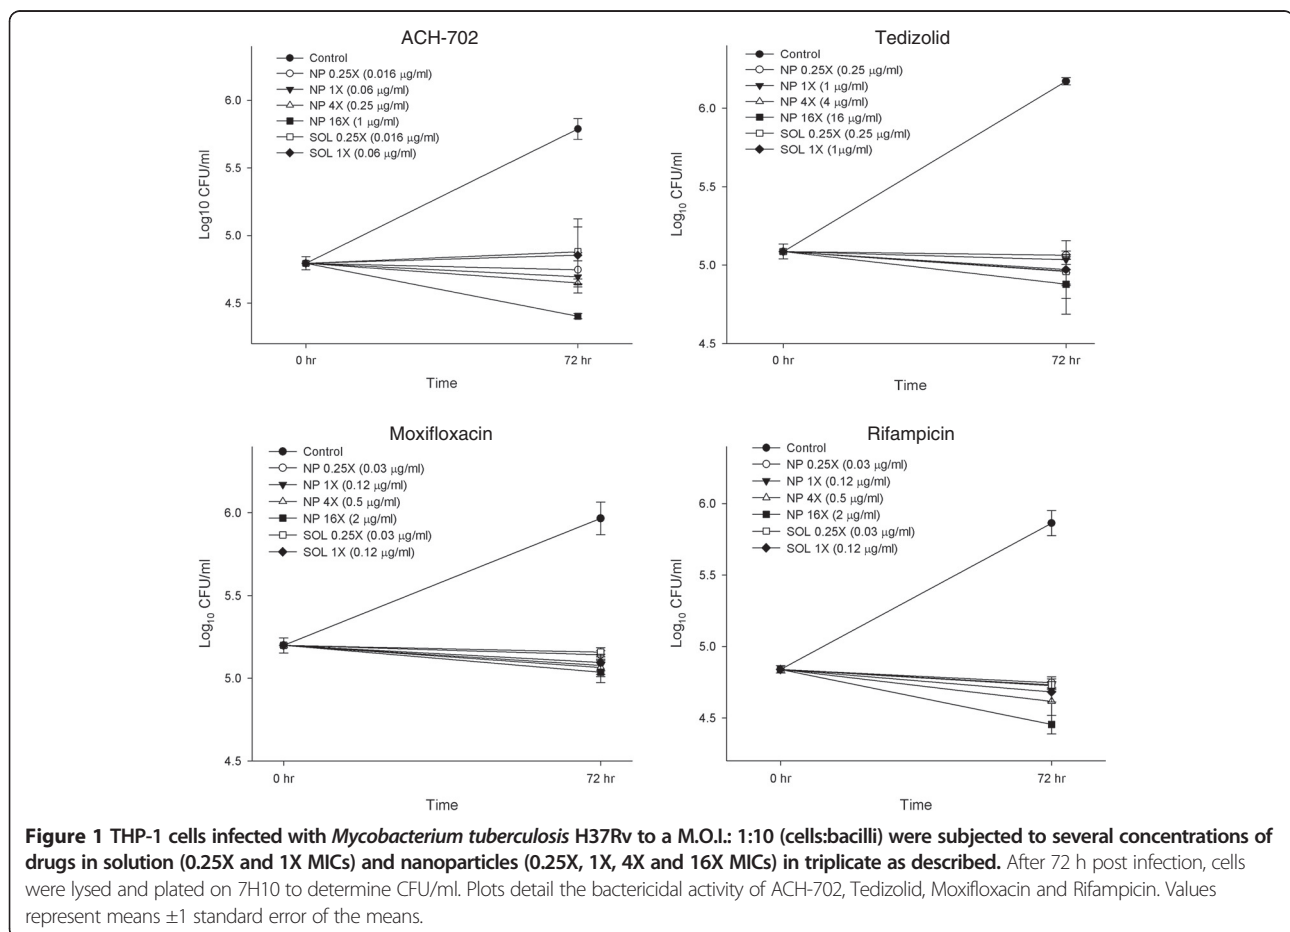 ACH-702
Control
NP 0.25X (0.016 µg/ml)
NP 1X (0.06 µg/ml)
NP 4X (0.25 µg/ml)
NP 16X (1 µg/ml)
SOL 0.25X (0.016 µg/ml)
SOL 1X (0.06 µg/ml)
Log10 CFU/ml
6.0
5.5
5.0
4.5
0 hr
72 hr
Time
Tedizolid
Control
NP 0.25X (0.25 µg/ml)
NP 1X (1 µg/ml)
NP 4X (4 µg/ml)
NP 16X (16 µg/ml)
SOL 0.25X (0.25 µg/ml)
SOL 1X (1µg/ml)
Log₁₀ CFU/ml
6.0
5.5
5.0
4.5
0 hr
72 hr
Time
Moxifloxacin
Control
NP 0.25X (0.03 µg/ml)
NP 1X (0.12 µg/ml)
NP 4X (0.5 µg/ml)
NP 16X (2 µg/ml)
SOL 0.25X (0.03 µg/ml)
SOL 1X (0.12 µg/ml)
Log₁₀ CFU/ml
6.0
5.5
5.0
4.5
0 hr
72 hr
Time
Rifampicin
Control
NP 0.25X (0.03 µg/ml)
NP 1X (0.12 µg/ml)
NP 4X (0.5 µg/ml)
NP 16X (2 µg/ml)
SOL 0.25X (0.03 µg/ml)
SOL 1X (0.12 µg/ml)
Log₁₀ CFU/ml
6.0
5.5
5.0
4.5
0 hr
72 hr
Time
Figure 1 THP-1 cells infected with Mycobacterium tuberculosis H37Rv to a M.O.I.: 1:10 (cells:bacilli) were subjected to several concentrations of
drugs in solution (0.25X and 1X MICs) and nanoparticles (0.25X, 1X, 4X and 16X MICs) in triplicate as described. After 72 h post infection, cells
were lysed and plated on 7H10 to determine CFU/ml. Plots detail the bactericidal activity of ACH-702, Tedizolid, Moxifloxacin and Rifampicin. Values
represent means ±1 standard error of the means.